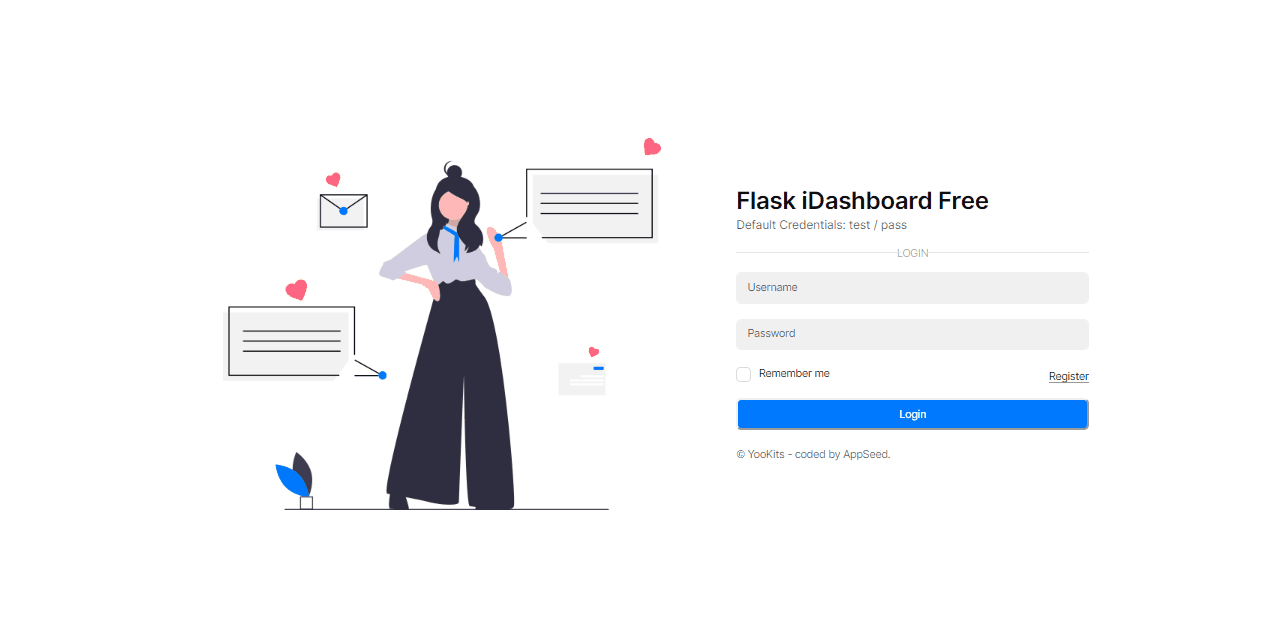 Flask iDashboard Free
Default Credentials: test / pass
LOGIN
Username
Password
Remember me
Register
Login
© YooKits - coded by AppSeed.